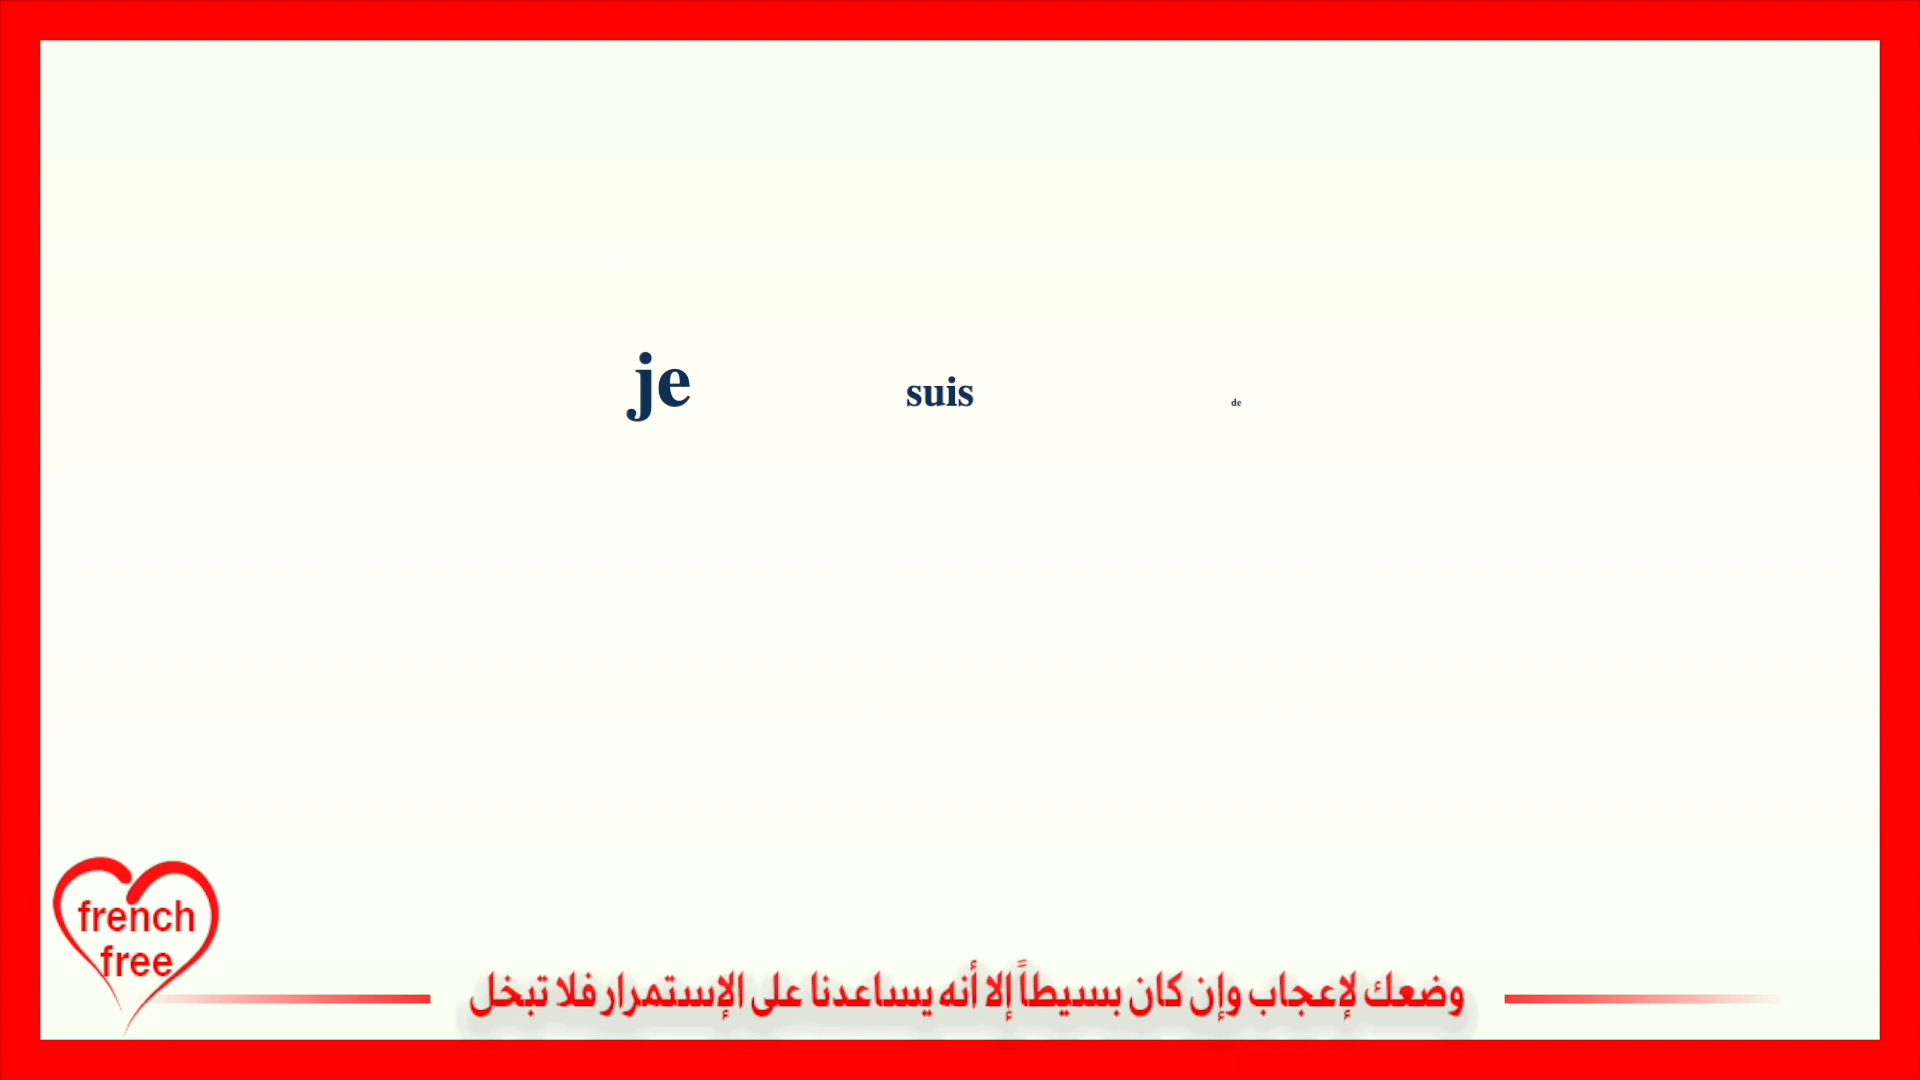 je suis de
french
free
وضعك لإعجاب وإن كان بسيطاً إلا أنه يساعدنا على الإستمرار فلا تبخل